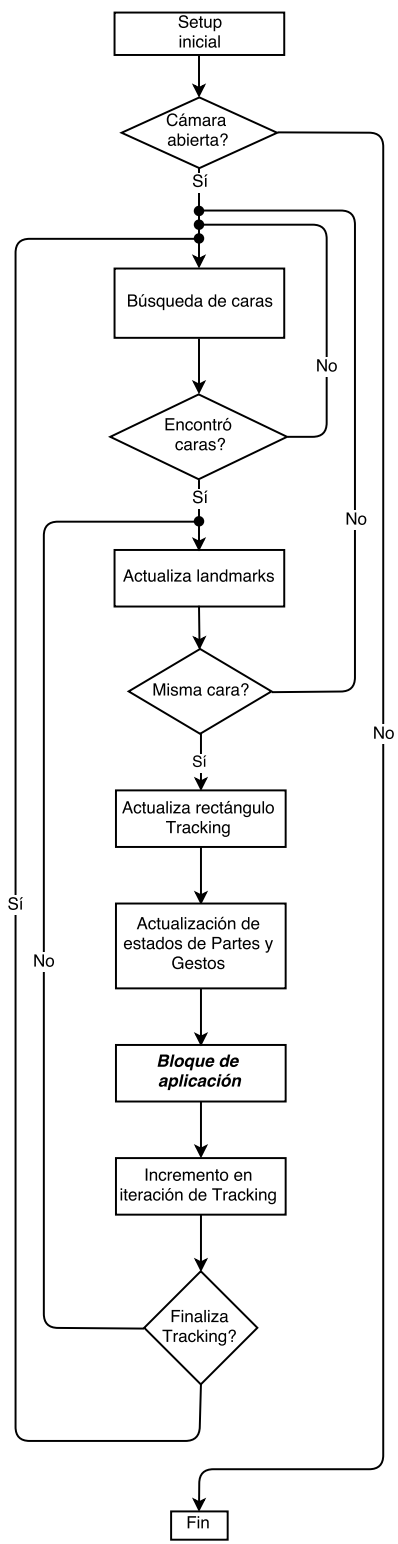 Setup
inicial
Cámara
abierta?
Sí
Búsqueda de caras
No
Encontró
caras?
Sí
No
Actualiza landmarks
Misma cara?
No
Sí
Actualiza rectángulo
Tracking
Sí
Actualización de
estados de Partes y
Gestos
No
Bloque de
aplicación
Incremento en
iteración de Tracking
Finaliza
Tracking?
Fin